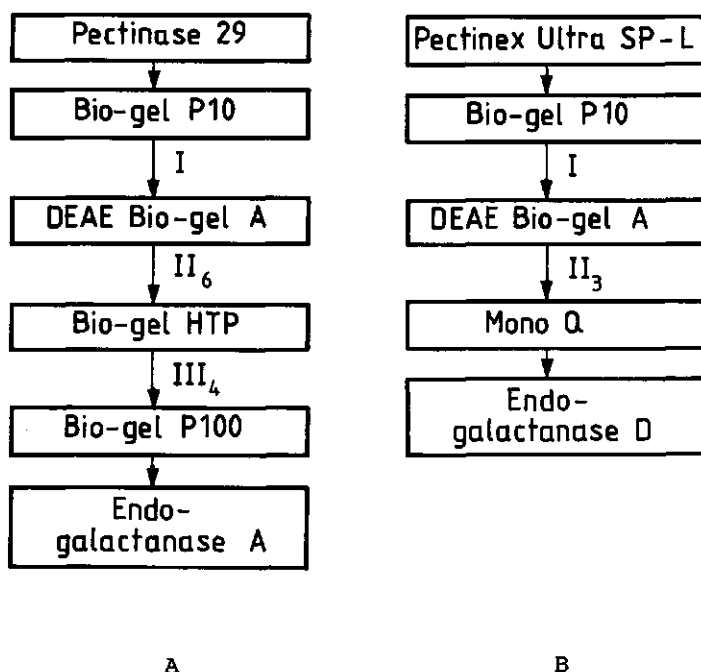 Pectinase 29
Bio-gel P10
I
DEAE Bio-gel A
II6
Bio-gel HTP
III4
Bio-gel P100
Endo-
galactanase A
A
Pectinex Ultra SP-L
Bio-gel P10
I
DEAE Bio-gel A
II3
Mono Q
Endo-
galactanase D
B